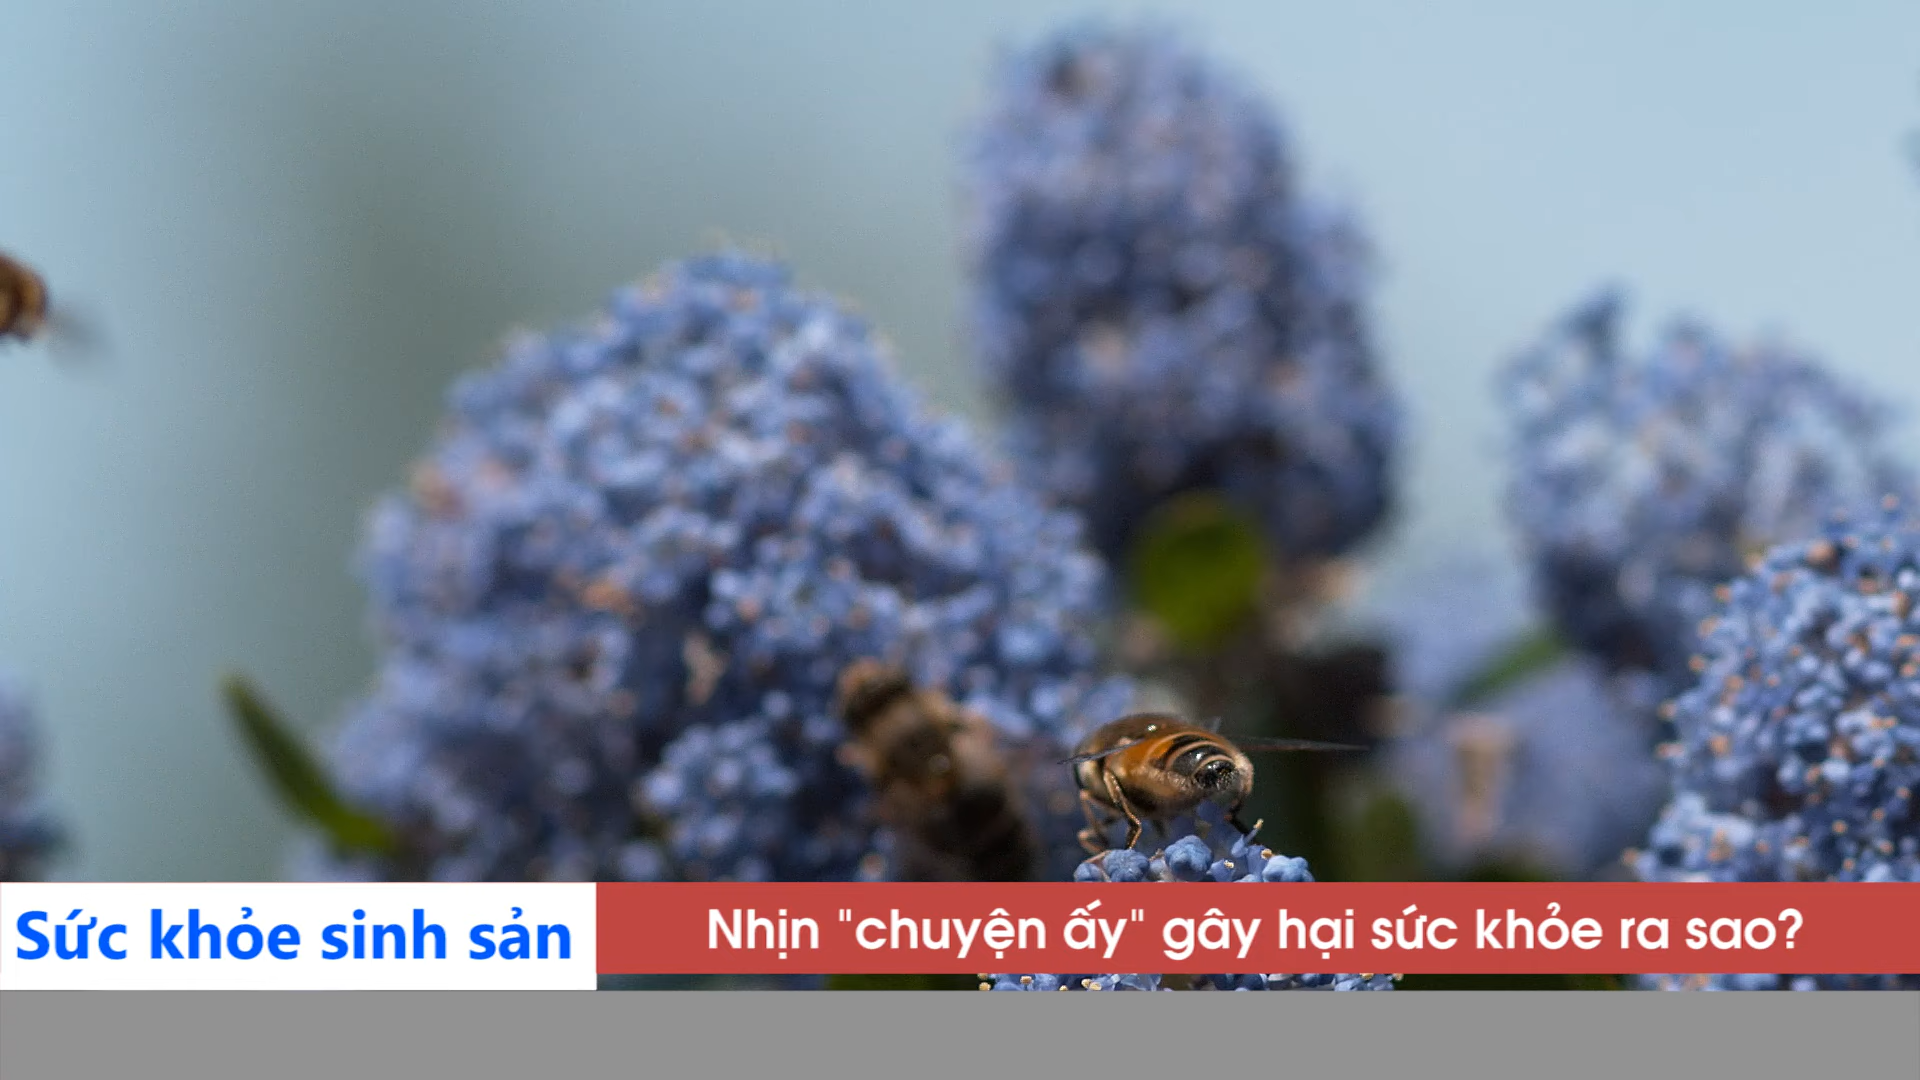 Sức khỏe sinh sản
Nhịn "chuyện ấy" gây hại sức khỏe ra sao?